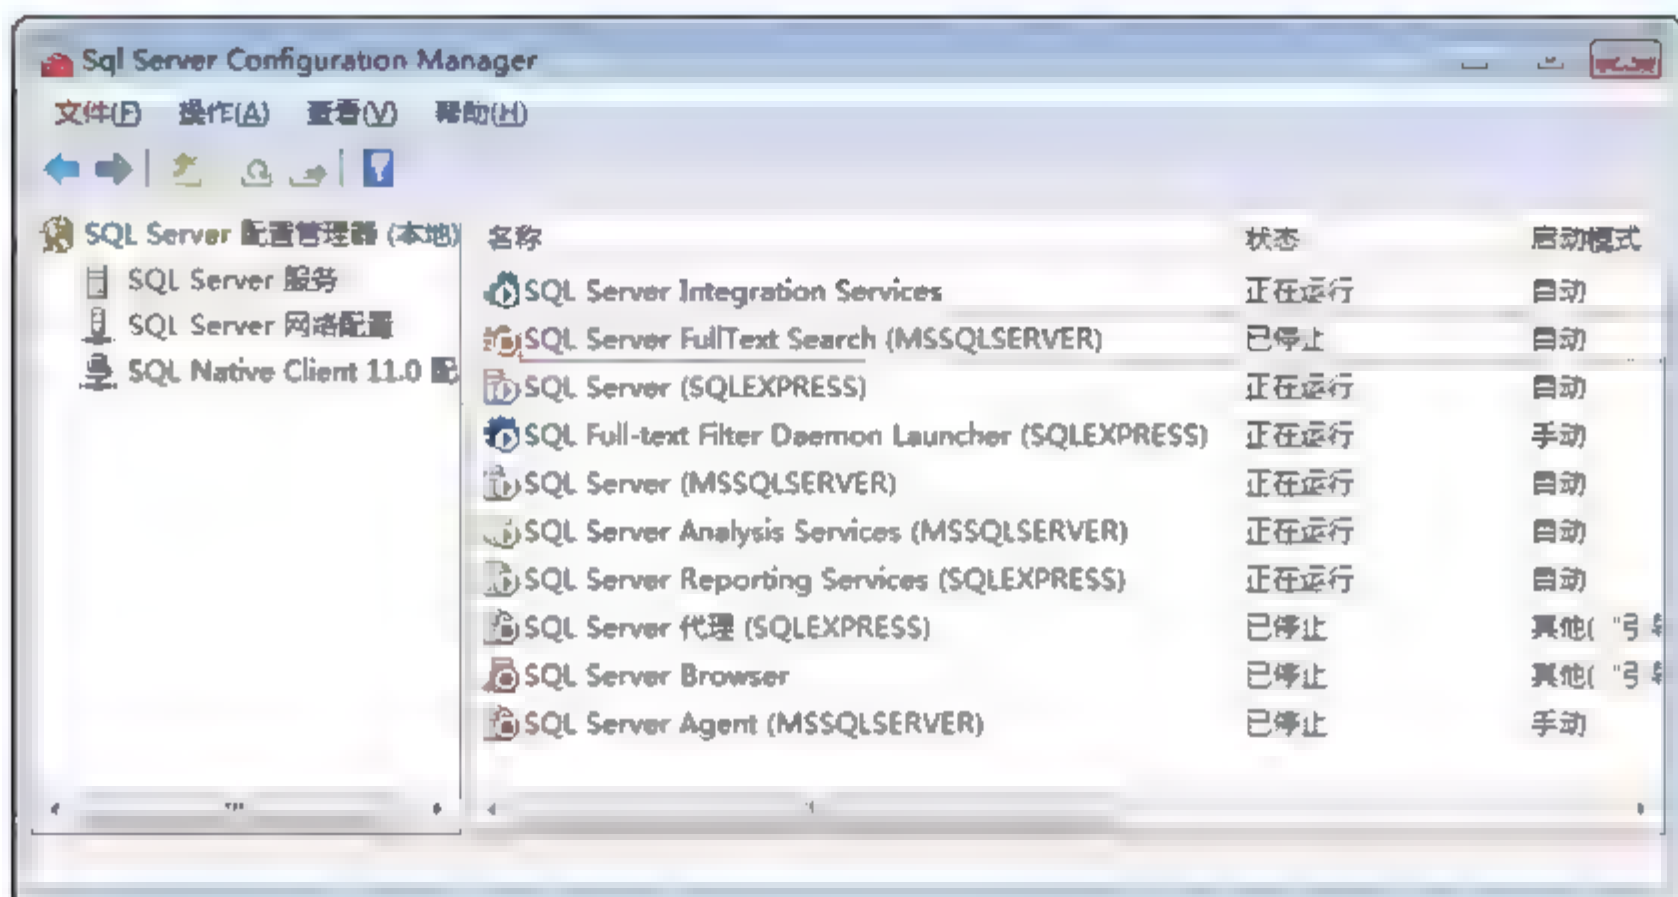 Sql Server Configuration Manager
文件(F) 操作(A) 查看(V) 帮助(H)
SQL Server 配置管理器 (本地)
SQL Server 服务
SQL Server 网络配置
SQL Native Client 11.0 配
名称 状态 启动模式
SQL Server Integration Services 正在运行 自动
SQL Server FullText Search (MSSQLSERVER) 已停止 自动
SQL Server (SQLEXPRESS) 正在运行 自动
SQL Full-text Filter Daemon Launcher (SQLEXPRESS) 正在运行 手动
SQL Server (MSSQLSERVER) 正在运行 自动
SQL Server Analysis Services (MSSQLSERVER) 正在运行 自动
SQL Server Reporting Services (SQLEXPRESS) 正在运行 自动
SQL Server 代理 (SQLEXPRESS) 已停止 其他( "引
SQL Server Browser 已停止 其他( "引
SQL Server Agent (MSSQLSERVER) 已停止 手动